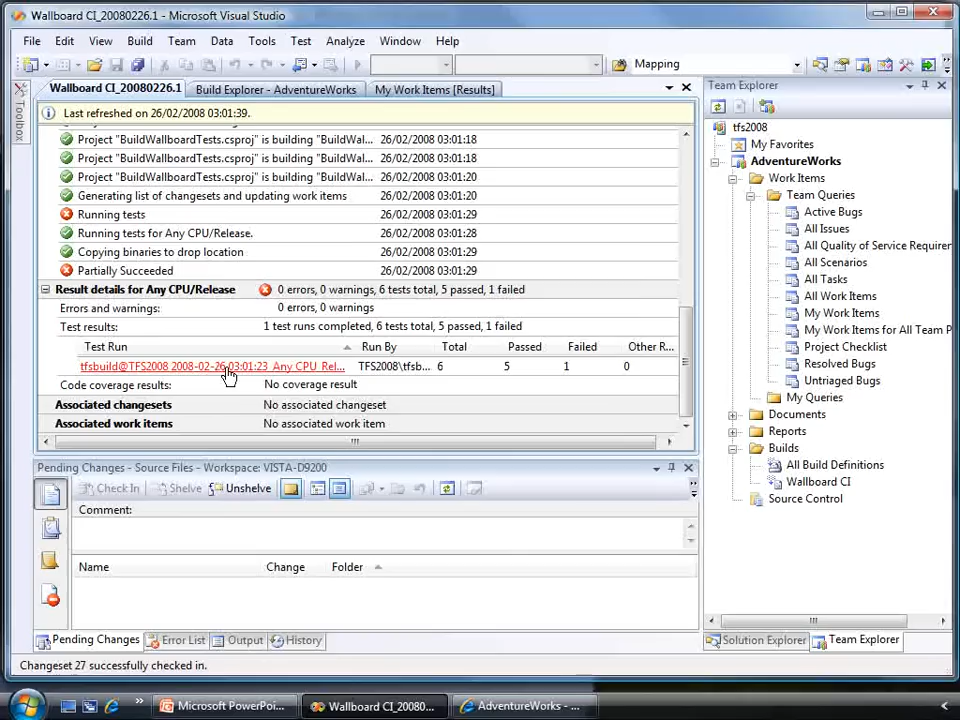 Wallboard CI_20080226.1 - Microsoft Visual Studio
File Edit View Build Team Data Tools Test Analyze Window Help
Mapping
Toolbox
Wallboard CI_20080226.1 Build Explorer - AdventureWorks My Work Items [Results]
Last refreshed on 26/02/2008 03:01:39.
Project "BuildWallboardTests.csproj" is building "BuildWal... 26/02/2008 03:01:18
Project "BuildWallboardTests.csproj" is building "BuildWal... 26/02/2008 03:01:18
Project "BuildWallboardTests.csproj" is building "BuildWal... 26/02/2008 03:01:20
Generating list of changesets and updating work items 26/02/2008 03:01:20
Running tests 26/02/2008 03:01:29
Running tests for Any CPU/Release. 26/02/2008 03:01:28
Copying binaries to drop location 26/02/2008 03:01:29
Partially Succeeded 26/02/2008 03:01:29
Result details for Any CPU/Release 0 errors, 0 warnings, 6 tests total, 5 passed, 1 failed
Errors and warnings: 0 errors, 0 warnings
Test results: 1 test runs completed, 6 tests total, 5 passed, 1 failed
Test Run Run By Total Passed Failed Other R...
tfsbuild@TFS2008 2008-02-26 03:01:23_Any CPU_Rel... TFS2008\tfsb... 6 5 1 0
Code coverage results: No coverage result
Associated changesets No associated changeset
Associated work items No associated work item
Pending Changes - Source Files - Workspace: VISTA-D9200
Check In Shelve Unshelve
Comment:
Name Change Folder
Pending Changes Error List Output History
Team Explorer
tfs2008
My Favorites
AdventureWorks
Work Items
Team Queries
Active Bugs
All Issues
All Quality of Service Requirer
All Scenarios
All Tasks
All Work Items
My Work Items
My Work Items for All Team P
Project Checklist
Resolved Bugs
Untriaged Bugs
My Queries
Documents
Reports
Builds
All Build Definitions
Wallboard CI
Source Control
Solution Explorer Team Explorer
Changeset 27 successfully checked in.
Microsoft PowerPoi... Wallboard CI_20080... AdventureWorks - ...